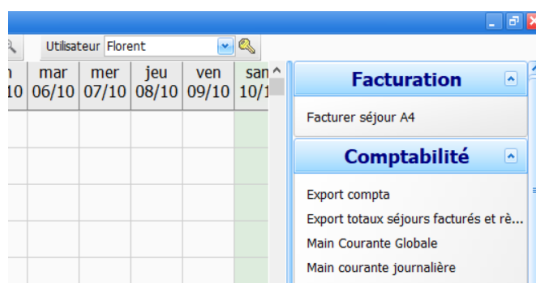 Utilisateur Florent
mar mer jeu ven
06/10 07/10 08/10 09/10
Facturation
Facturer séjour A4
Comptabilité
Export compta
Export totaux séjours facturés et rè...
Main Courante Globale
Main courante journalière